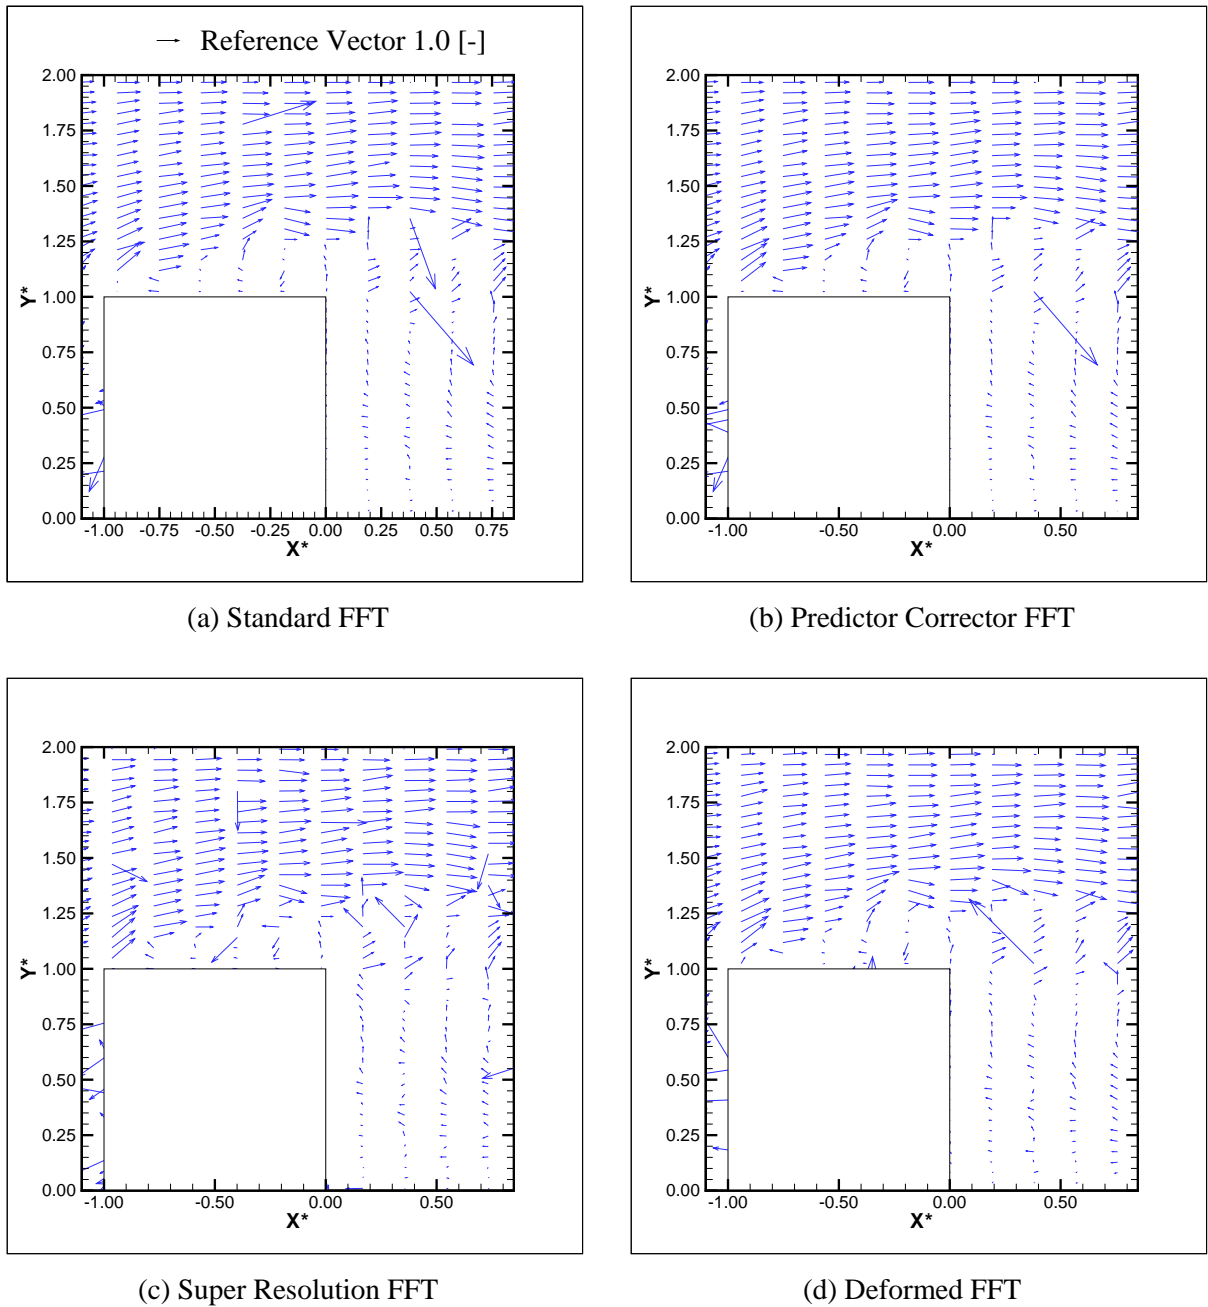 Reference Vector 1.0 [-]
2.00
1.75
1.50
1.25
1.00
0.75
0.50
0.25
0.00
Y*
-1.00 -0.75 -0.50 -0.25 0.00 0.25 0.50 0.75
X*
(a) Standard FFT
2.00
1.75
1.50
1.25
1.00
0.75
0.50
0.25
0.00
Y*
-1.00 -0.50 0.00 0.50
X*
(b) Predictor Corrector FFT
2.00
1.75
1.50
1.25
1.00
0.75
0.50
0.25
0.00
Y*
-1.00 -0.50 0.00 0.50
X*
(c) Super Resolution FFT
2.00
1.75
1.50
1.25
1.00
0.75
0.50
0.25
0.00
Y*
-1.00 -0.50 0.00 0.50
X*
(d) Deformed FFT